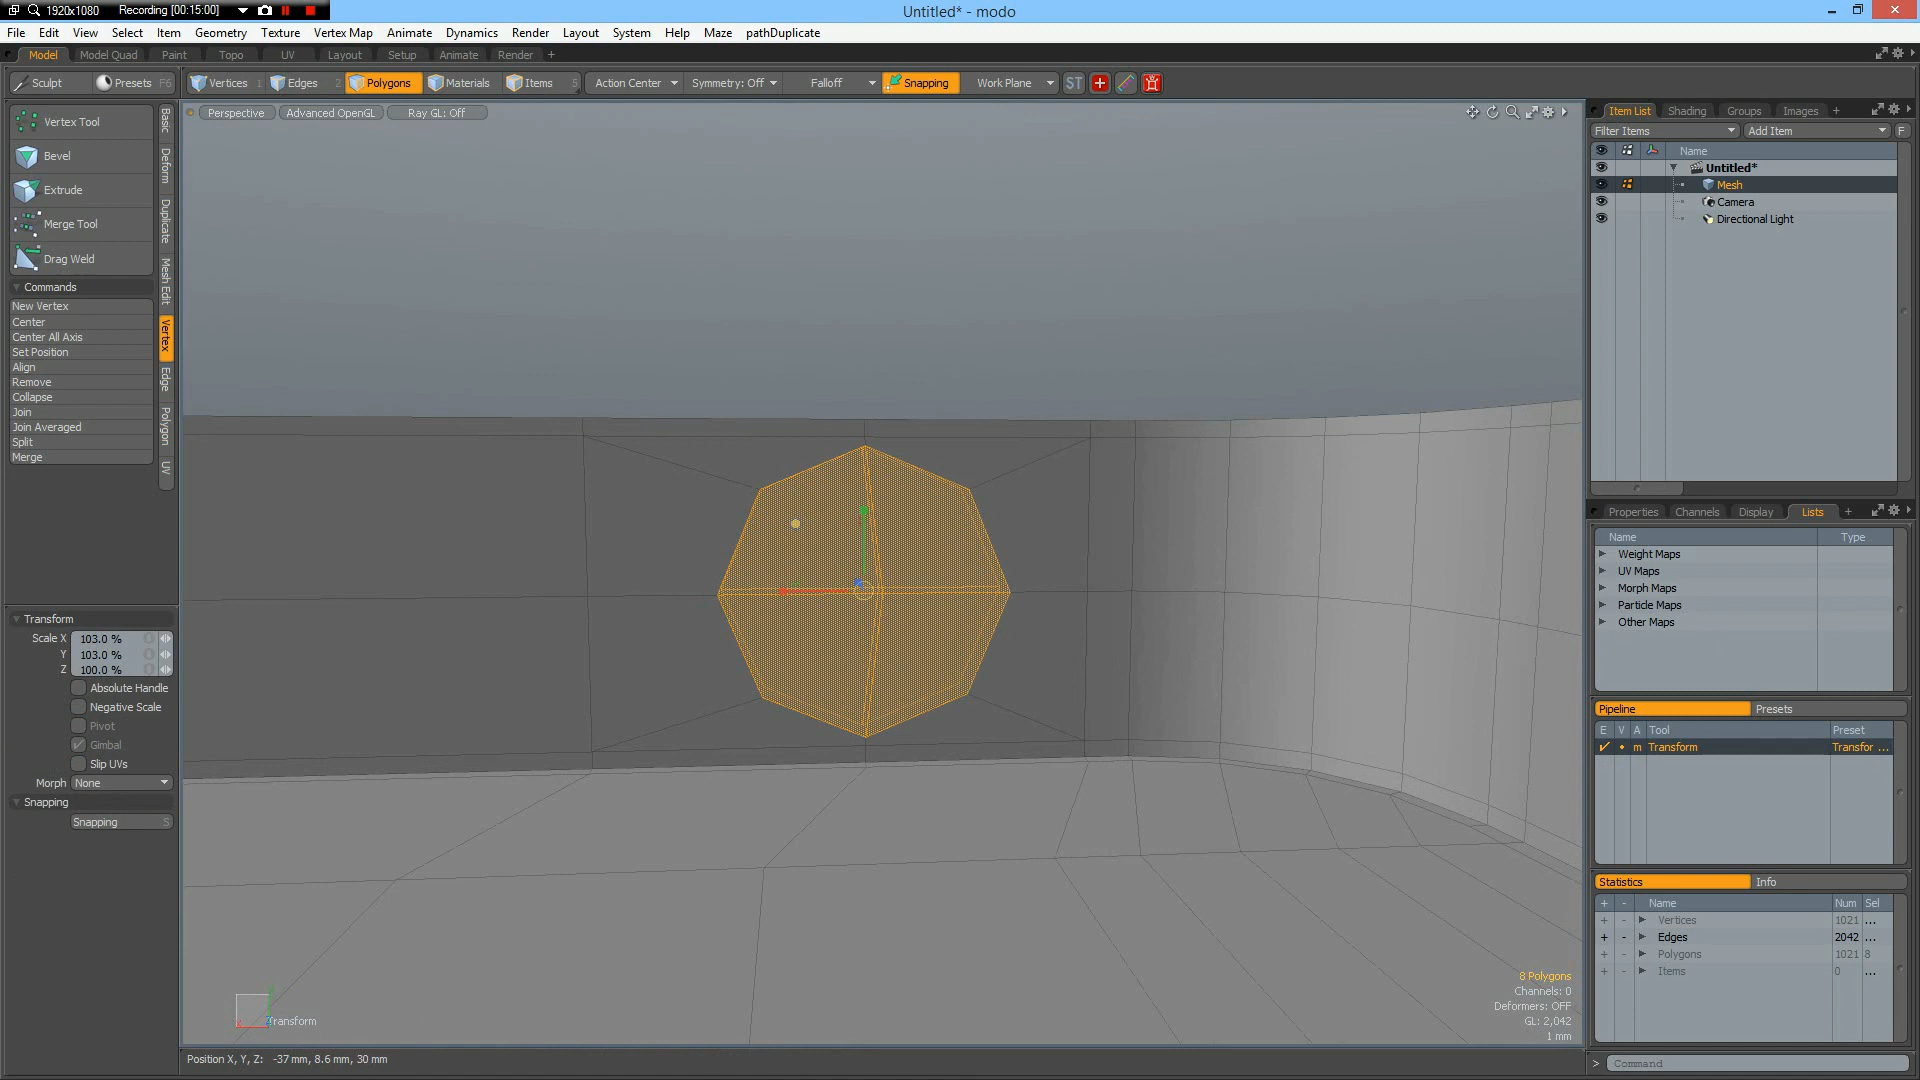 1920x1080 Recording [00:15:00]
Untitled* - modo
File Edit View Select Item Geometry Texture Vertex Map Animate Dynamics Render Layout System Help Maze pathDuplicate
Model Model Quad Paint Topo UV Layout Setup Animate Render +
Sculpt Presets F6 Vertices 1 Edges 2 Polygons Materials Items 5 Action Center Symmetry: Off Falloff Snapping Work Plane ST
Perspective Advanced OpenGL Ray GL: Off
Vertex Tool
Bevel
Extrude
Merge Tool
Drag Weld
Commands
New Vertex
Center
Center All Axis
Set Position
Align
Remove
Collapse
Join
Join Averaged
Split
Merge
Basic
Deform
Duplicate
Mesh Edit
Vertex
Edge
Polygon
UV
Transform
Scale X 103.0 %
Y 103.0 %
Z 100.0 %
Absolute Handle
Negative Scale
Pivot
Gimbal
Slip UVs
Morph None
Snapping
Snapping S
Transform
8 Polygons
Channels: 0
Deformers: OFF
GL: 2,042
1 mm
Position X, Y, Z: -37 mm, 8.6 mm, 30 mm
Item List Shading Groups Images +
Filter Items Add Item F
Name
Untitled*
Mesh
Camera
Directional Light
Properties Channels Display Lists +
Name Type
Weight Maps
UV Maps
Morph Maps
Particle Maps
Other Maps
Pipeline Presets
E V A Tool Preset
m Transform Transfor ...
Statistics Info
+ - Name Num Sel
+ - Vertices 1021 ...
+ - Edges 2042 ...
+ - Polygons 1021 8
+ - Items 0 ...
> Command